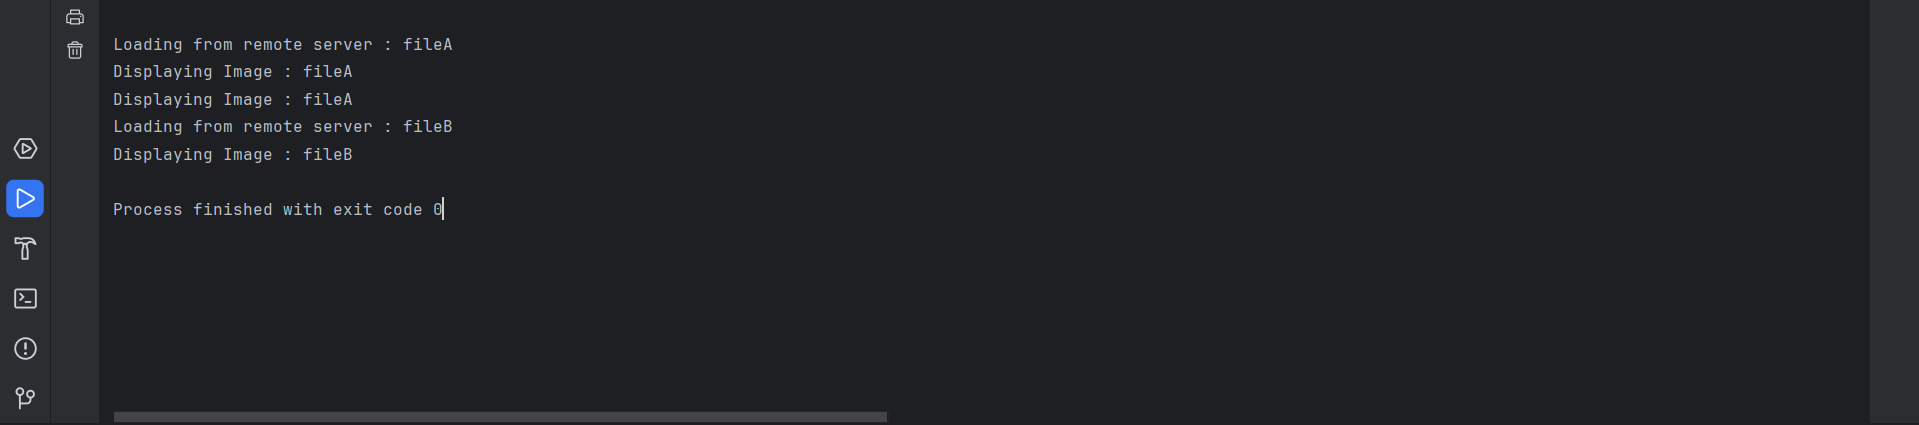 Loading from remote server : fileA
Displaying Image : fileA
Displaying Image : fileA
Loading from remote server : fileB
Displaying Image : fileB
Process finished with exit code 0